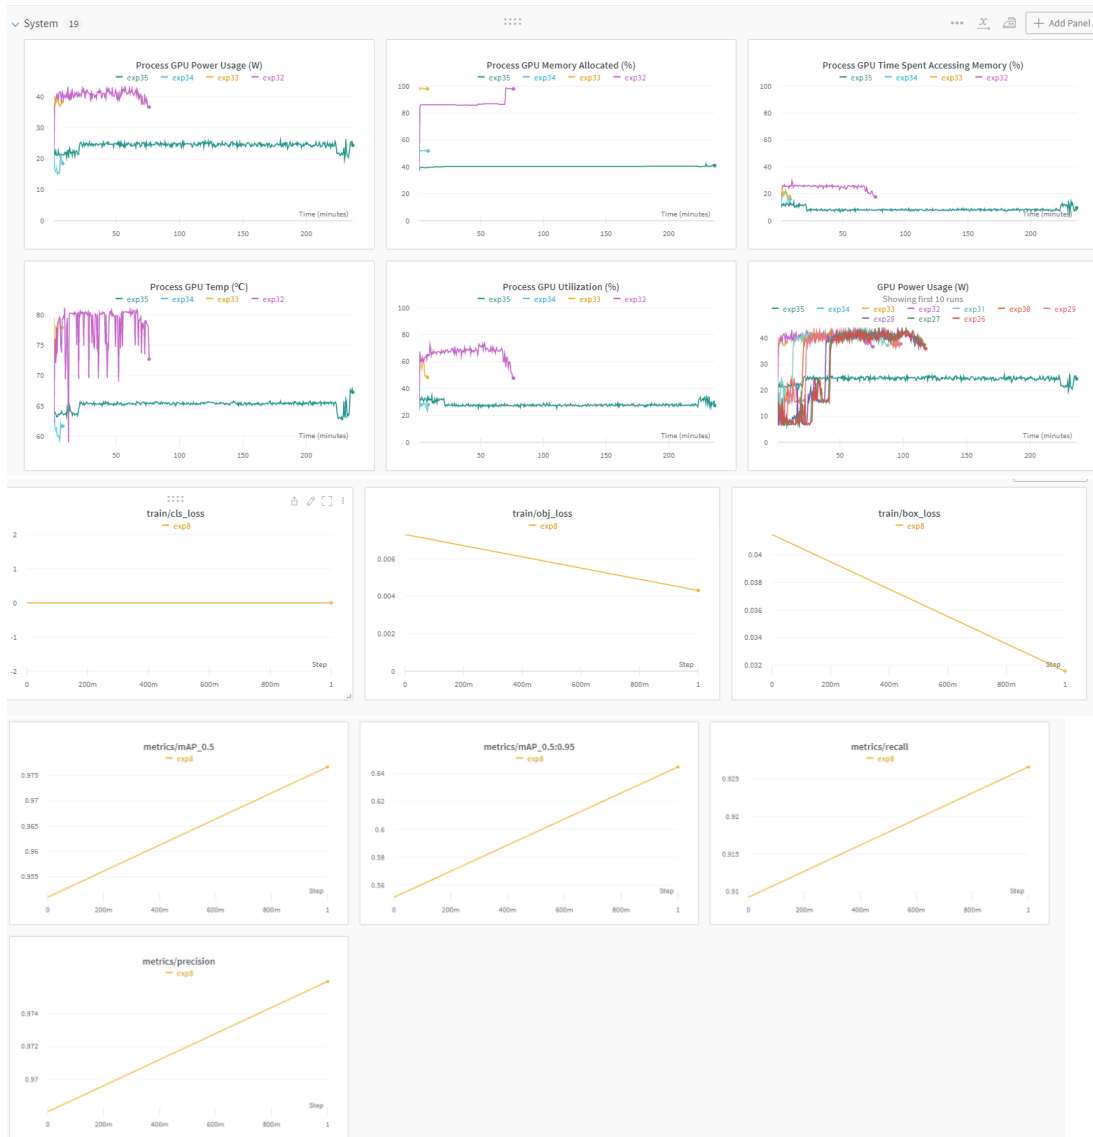 System 19
+ Add Panel
Process GPU Power Usage (W)
exp35 exp34 exp33 exp32
40
30
20
10
0
Time (minutes)
50 100 150 200
Process GPU Memory Allocated (%)
exp35 exp34 exp33 exp32
100
80
60
40
20
0
Time (minutes)
50 100 150 200
Process GPU Time Spent Accessing Memory (%)
exp35 exp34 exp33 exp32
100
80
60
40
20
0
Time (minutes)
50 100 150 200
Process GPU Temp (℃)
exp35 exp34 exp33 exp32
80
75
70
65
60
Time (minutes)
50 100 150 200
Process GPU Utilization (%)
exp35 exp34 exp33 exp32
100
80
60
40
20
0
Time (minutes)
50 100 150 200
GPU Power Usage (W)
Showing first 10 runs
exp35 exp34 exp33 exp32 exp31 exp30 exp29
exp28 exp27 exp26
40
30
20
10
0
Time (minutes)
50 100 150 200
train/cls_loss
exp8
2
1
0
-1
-2
Step
0 200m 400m 600m 800m 1
train/obj_loss
exp8
0.006
0.004
0.002
0
Step
0 200m 400m 600m 800m 1
train/box_loss
exp8
0.04
0.038
0.036
0.034
0.032
Step
0 200m 400m 600m 800m 1
metrics/mAP_0.5
exp8
0.975
0.97
0.965
0.96
0.955
Step
0 200m 400m 600m 800m 1
metrics/mAP_0.5:0.95
exp8
0.64
0.62
0.6
0.58
0.56
Step
0 200m 400m 600m 800m 1
metrics/recall
exp8
0.925
0.92
0.915
0.91
Step
0 200m 400m 600m 800m 1
metrics/precision
exp8
0.974
0.972
0.97
Step
0 200m 400m 600m 800m 1